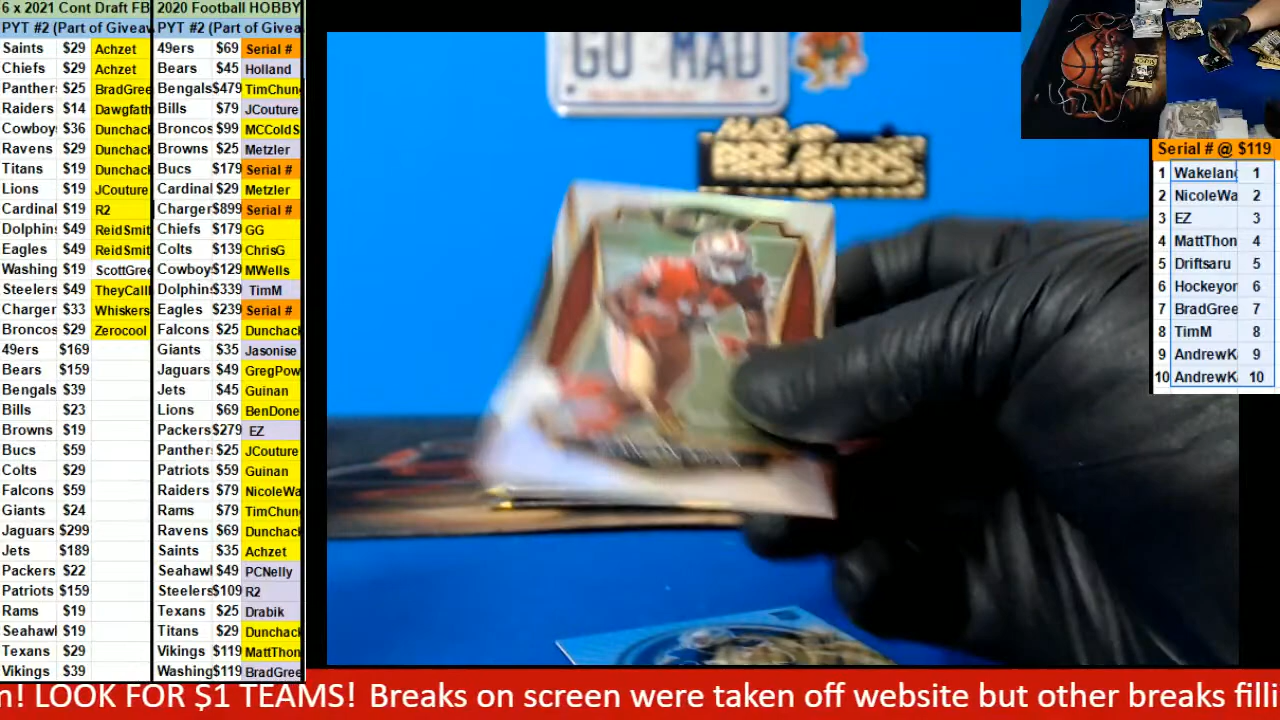 6 x 2021 Cont Draft FB
PYT #2 (Part of Giveaw
Saints $29 Achzet
Chiefs $29 Achzet
Panthers $25 BradGree
Raiders $14 Dawgfath
Cowboy $36 Dunchack
Ravens $29 Dunchack
Titans $19 Dunchack
Lions $19 JCouture
Cardinal $19 R2
Dolphins $49 ReidSmit
Eagles $49 ReidSmit
Washing $19 ScottGree
Steelers $49 TheyCalll
Charger $33 Whiskers
Broncos $29 Zerocool
49ers $169
Bears $159
Bengals $39
Bills $23
Browns $19
Bucs $59
Colts $29
Falcons $59
Giants $24
Jaguars $299
Jets $189
Packers $22
Patriots $159
Rams $19
Seahawl $19
Texans $29
Vikings $39
2020 Football HOBBY
PYT #2 (Part of Givea
49ers $69 Serial #
Bears $45 Holland
Bengals $479 TimChun
Bills $79 JCouture
Broncos $99 MCColdS
Browns $25 Metzler
Bucs $179 Serial #
Cardinal $29 Metzler
Charger $899 Serial #
Chiefs $179 GG
Colts $139 ChrisG
Cowboy $129 MWells
Dolphin $339 TimM
Eagles $239 Serial #
Falcons $25 Dunchack
Giants $35 Jasonise
Jaguars $49 GregPow
Jets $45 Guinan
Lions $69 BenDone
Packers $279 EZ
Panther $25 JCouture
Patriots $59 Guinan
Raiders $79 NicoleWa
Rams $79 TimChun
Ravens $69 Dunchack
Saints $35 Achzet
Seahawl $49 PCNelly
Steelers $109 R2
Texans $25 Drabik
Titans $29 Dunchack
Vikings $119 MattThon
Washing $119 BradGree
GO MAD
MAD
BREAKERS
Serial # @ $119
1 Wakeland 1
2 NicoleWa 2
3 EZ 3
4 MattThon 4
5 Driftsaru 5
6 Hockeyor 6
7 BradGree 7
8 TimM 8
9 AndrewK 9
10 AndrewK 10
m! LOOK FOR $1 TEAMS! Breaks on screen were taken off website but other breaks filli